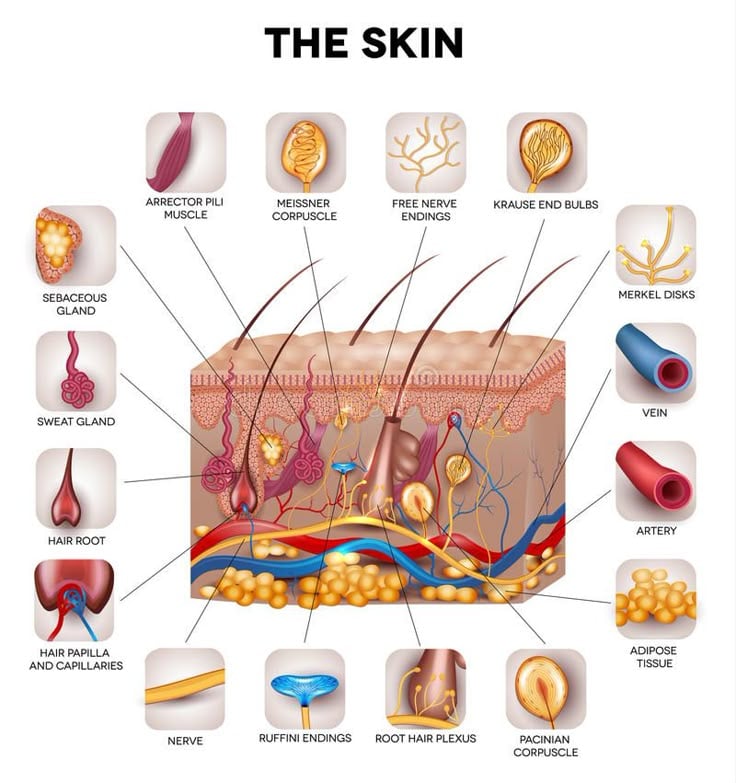 THE SKIN
ARRECTOR PILI
MUSCLE
MEISSNER
CORPUSCLE
FREE NERVE
ENDINGS
KRAUSE END BULBS
SEBACEOUS
GLAND
MERKEL DISKS
SWEAT GLAND
VEIN
HAIR ROOT
ARTERY
HAIR PAPILLA
AND CAPILLARIES
ADIPOSE
TISSUE
NERVE
RUFFINI ENDINGS
ROOT HAIR PLEXUS
PACINIAN
CORPUSCLE